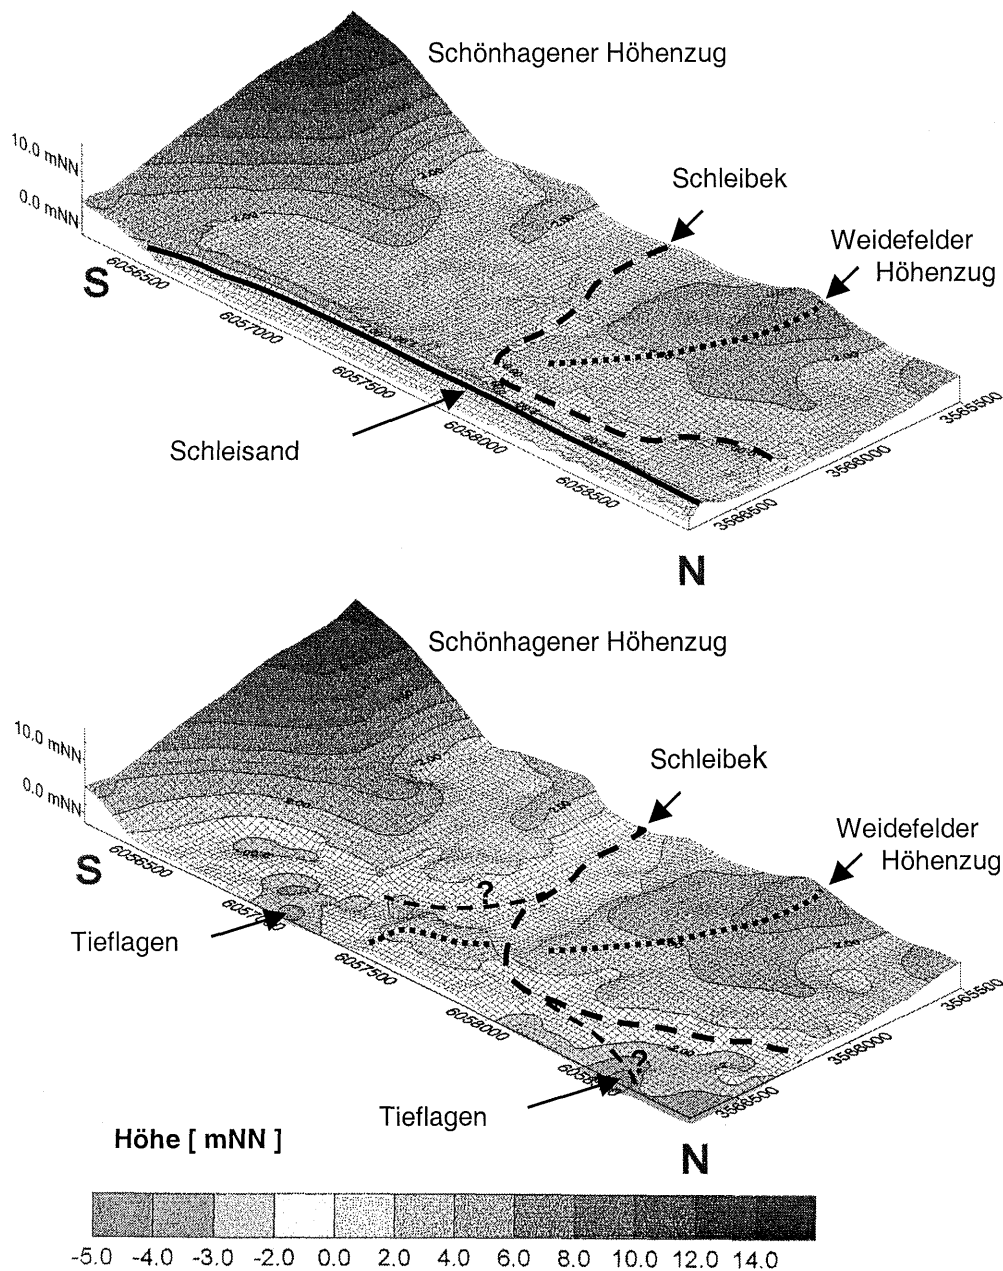 Schönhagener Höhenzug
10.0 mNN
0.0 mNN
Schleibek
Weidefelder
Höhenzug
S
6056500
6057000
6057500
6058000
6058500
Schleisand
3565500
3566000
3566500
N
Schönhagener Höhenzug
10.0 mNN
0.0 mNN
Schleibek
Weidefelder
Höhenzug
S
6056500
?
Tieflagen
6057500
6058000
?
3565500
3566000
3566500
Tieflagen
N
Höhe [ mNN ]
-5.0 -4.0 -3.0 -2.0 0.0 2.0 4.0 6.0 8.0 10.0 12.0 14.0